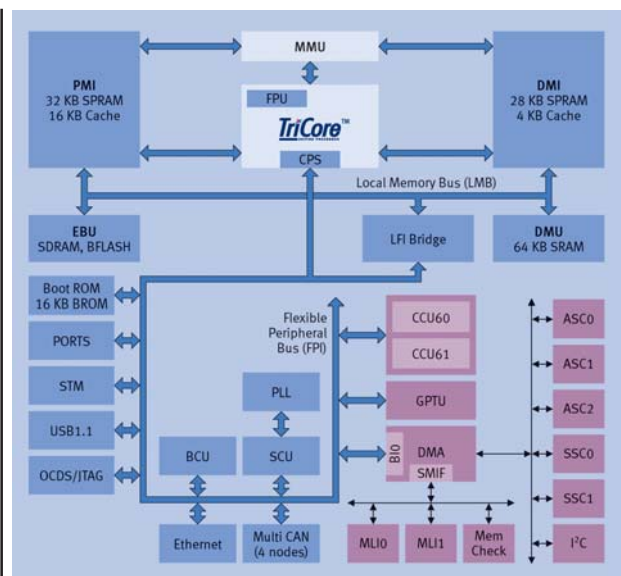 MMU
PMI
32 KB SPRAM
16 KB Cache
FPU
TriCore™
CPS
DMI
28 KB SPRAM
4 KB Cache
Local Memory Bus (LMB)
EBU
SDRAM, BFLASH
LFI Bridge
DMU
64 KB SRAM
Boot ROM
16 KB BROM
PORTS
STM
USB1.1
OCDS/JTAG
Flexible
Peripheral
Bus (FPI)
PLL
BCU
SCU
Ethernet
Multi CAN
(4 nodes)
CCU60
CCU61
GPTU
BI0
DMA
SMIF
MLI0
MLI1
Mem
Check
ASC0
ASC1
ASC2
SSC0
SSC1
I²C